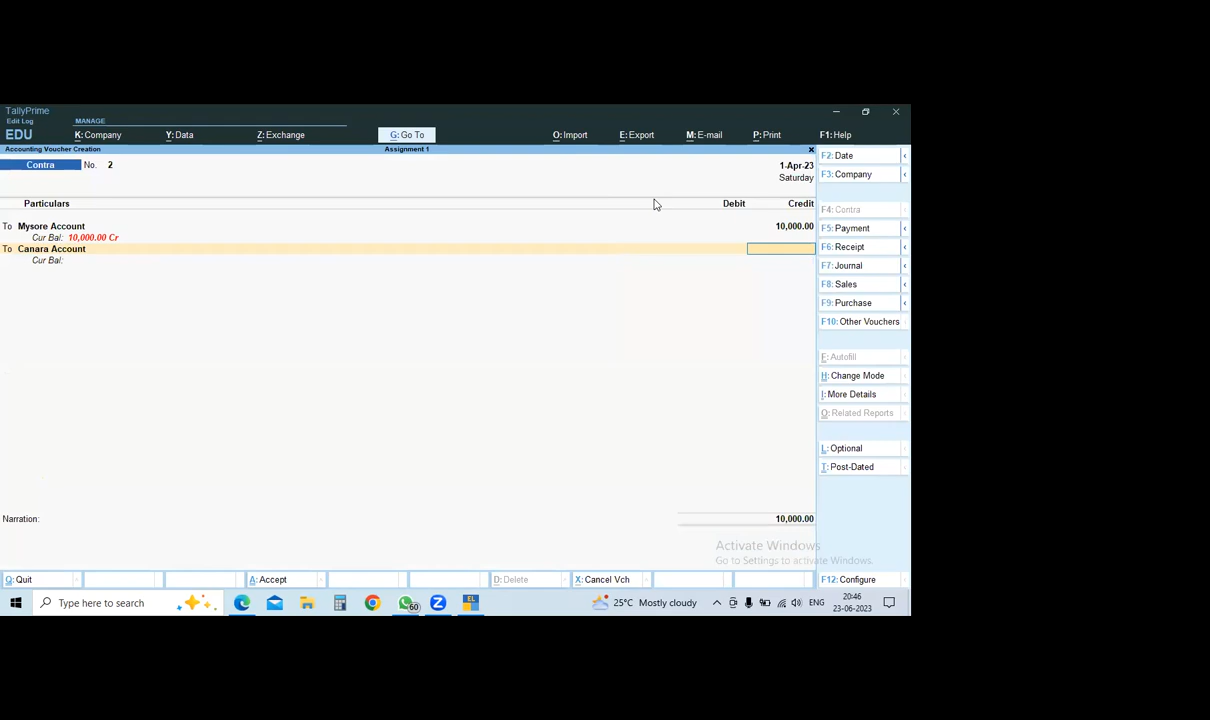 TallyPrime
Edit Log
MANAGE
EDU
K: Company
Y: Data
Z: Exchange
G: Go To
O: Import
E: Export
M: E-mail
P: Print
F1: Help
Accounting Voucher Creation
Assignment 1
Contra No. 2
1-Apr-23
Saturday
Particulars Debit Credit
To Mysore Account 10,000.00
Cur Bal: 10,000.00 Cr
To Canara Account
Cur Bal:
Narration: 10,000.00
F2: Date
F3: Company
F4: Contra
F5: Payment
F6: Receipt
F7: Journal
F8: Sales
F9: Purchase
F10: Other Vouchers
F: Autofill
H: Change Mode
I: More Details
O: Related Reports
L: Optional
T: Post-Dated
Activate Windows
Go to Settings to activate Windows.
Q: Quit
A: Accept
D: Delete
X: Cancel Vch
F12: Configure
Type here to search
60
EL
25°C Mostly cloudy
ENG
20:46
23-06-2023